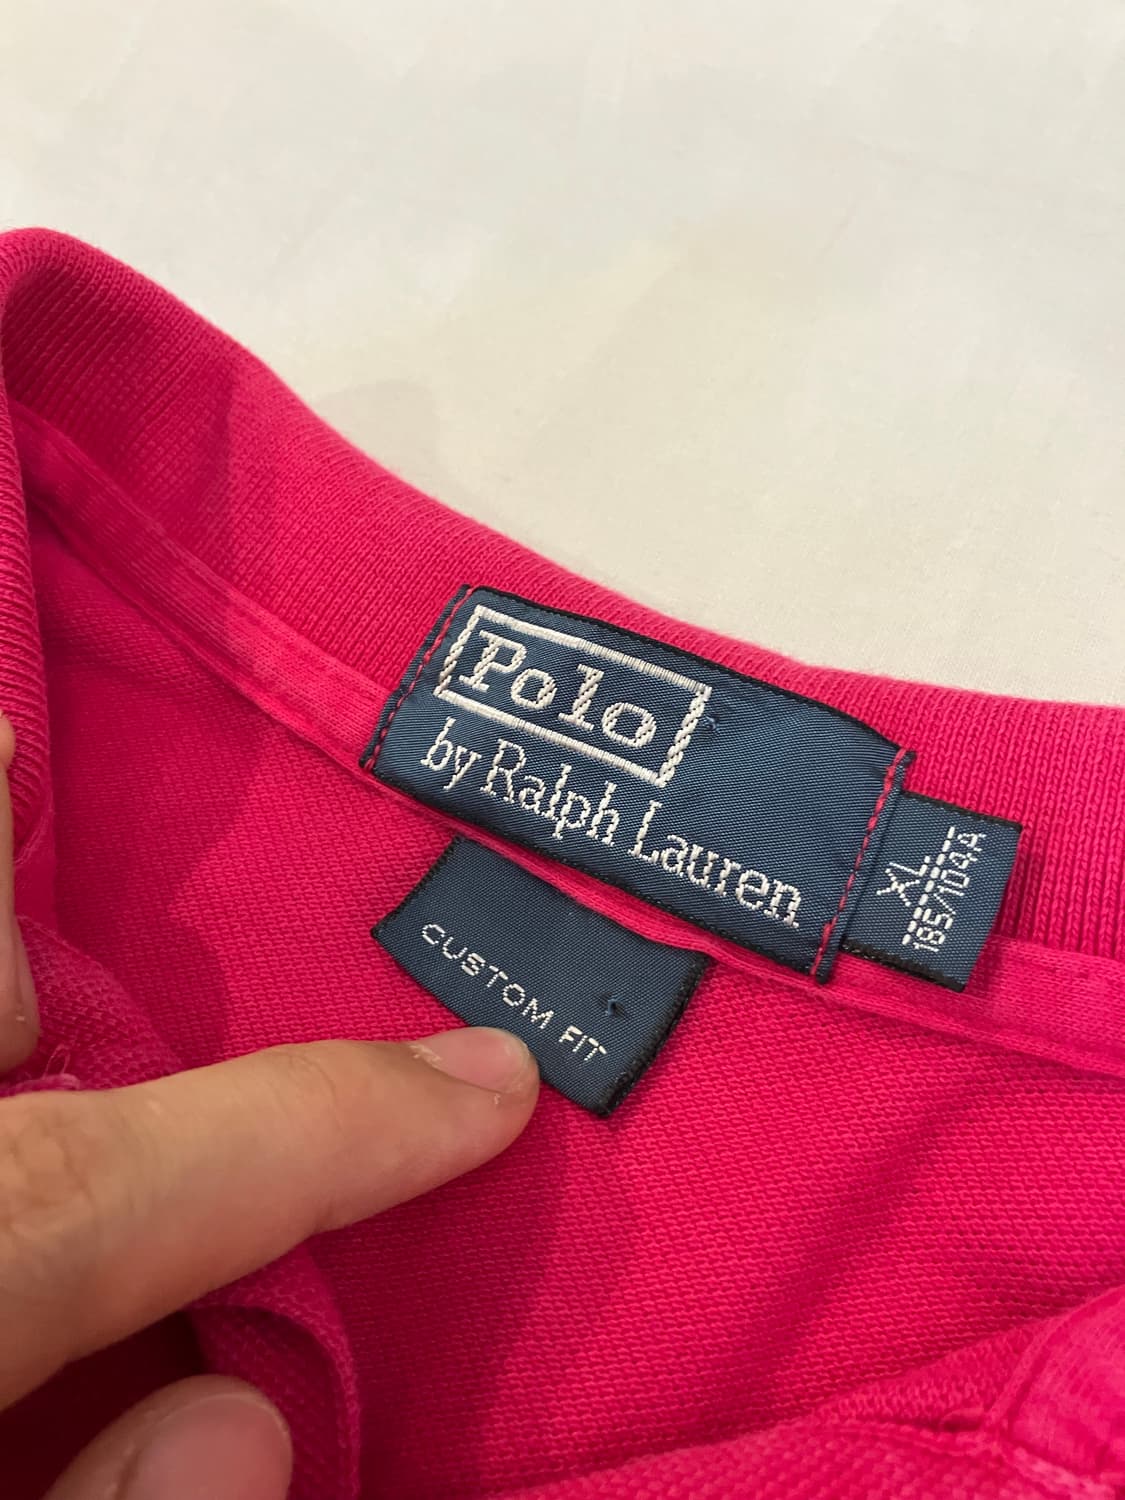 Polo
by Ralph Lauren
XL
185/104A
CUSTOM FIT